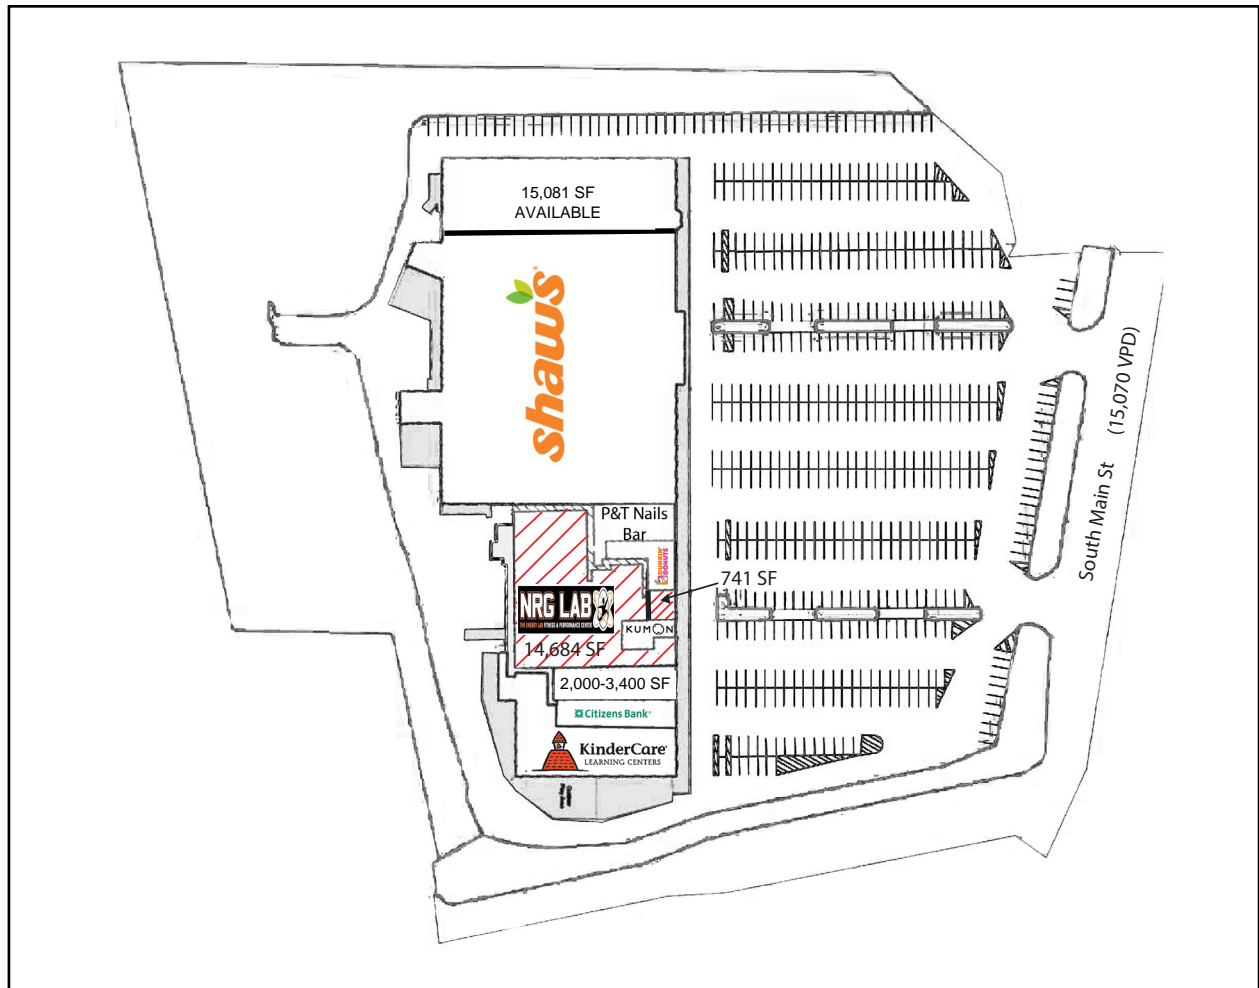 15,081 SF
AVAILABLE
shaws
P&T Nails
Bar
DUNKIN'
DONUTS
741 SF
NRG LAB
THE ENERGY LAB FITNESS & PERFORMANCE CENTER
KUMON
14,684 SF
2,000-3,400 SF
Citizens Bank
KinderCare
LEARNING CENTERS
South Main St (15,070 VPD)